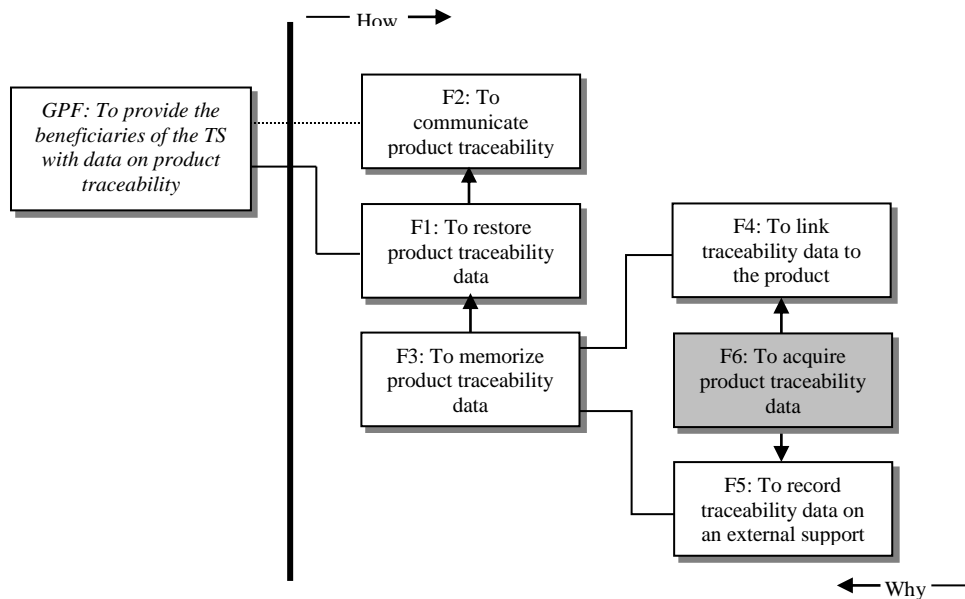 How
GPF: To provide the
beneficiaries of the TS
with data on product
traceability
F2: To
communicate
product traceability
F1: To restore
product traceability
data
F3: To memorize
product traceability
data
F4: To link
traceability data to
the product
F6: To acquire
product traceability
data
F5: To record
traceability data on
an external support
Why